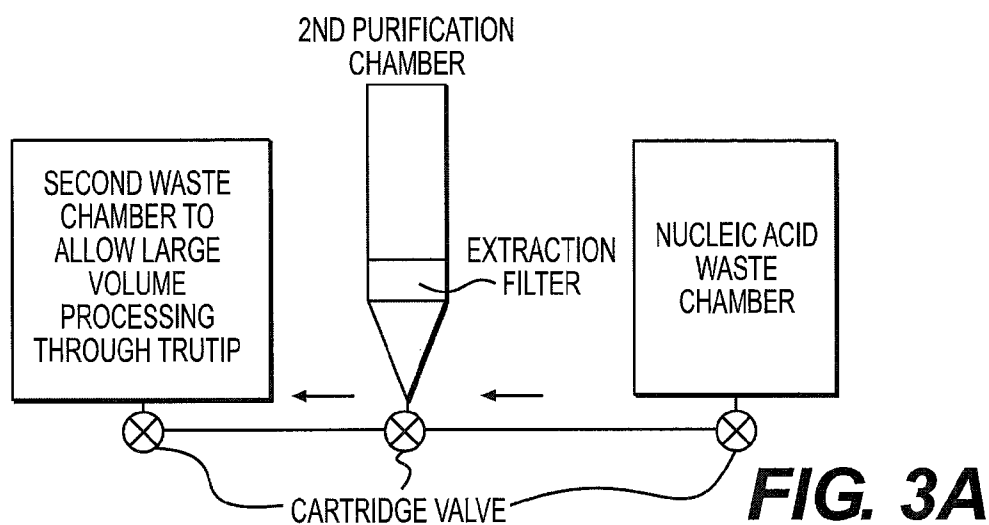 2ND PURIFICATION
CHAMBER
SECOND WASTE
CHAMBER TO
ALLOW LARGE
VOLUME
PROCESSING
THROUGH TRUTIP
EXTRACTION
FILTER
NUCLEIC ACID
WASTE
CHAMBER
CARTRIDGE VALVE
FIG. 3A